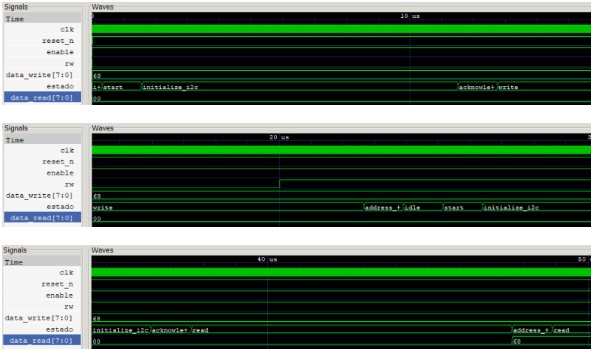 Signals Waves
Time 10 us
clk
reset_n
enable
rw
data_write[7:0] 68
estado i+ start initialize_i2c acknowle+ write
data_read[7:0] 00
Signals Waves
Time 20 us
clk
reset_n
enable
rw
data_write[7:0] 68
estado write address_+ idle start initialize_i2c
data_read[7:0] 00
Signals Waves
Time 40 us 50
clk
reset_n
enable
rw
data_write[7:0] 68
estado initialize_i2c acknowle+ read address_+ read
data_read[7:0] 00 68